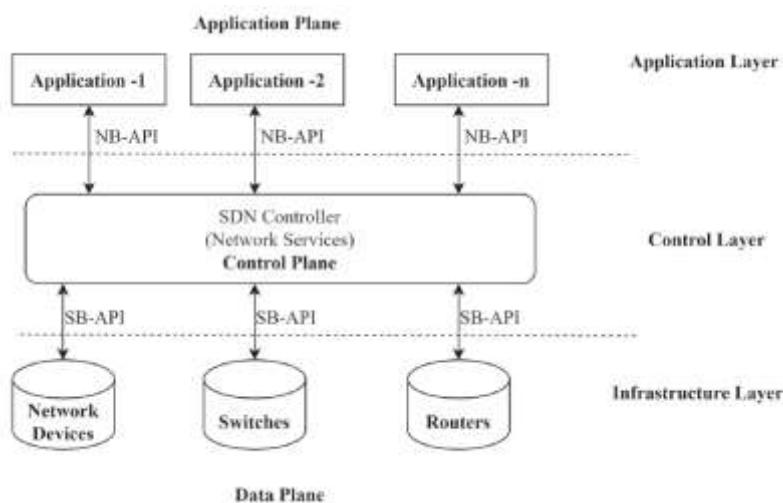 Application Plane
Application Layer
Application -1
Application -2
Application -n
NB-API
NB-API
NB-API
SDN Controller
(Network Services)
Control Plane
Control Layer
SB-API
SB-API
SB-API
Infrastructure Layer
Network
Devices
Switches
Routers
Data Plane